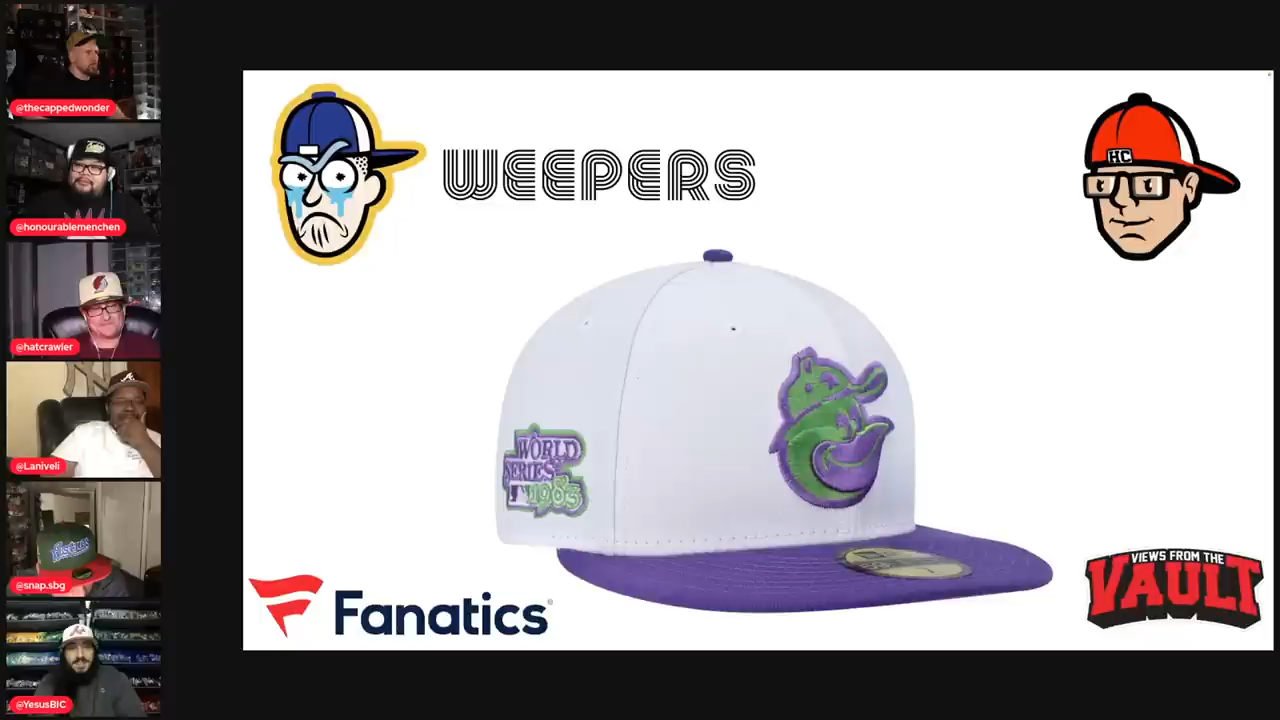 @thecappedwonder
@honourablemenchen
@hatcrawler
@Laniveli
@snap.sbg
@YesusBIC
WEEPERS
HC
WORLD
SERIES
1983
Fanatics
VIEWS FROM THE
VAULT